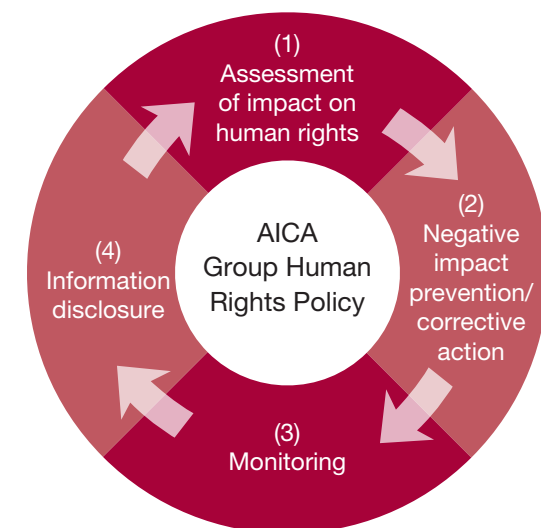 (1)
Assessment
of impact on
human rights
(2)
Negative
impact
prevention/
corrective
action
(3)
Monitoring
(4)
Information
disclosure
AICA
Group Human
Rights Policy